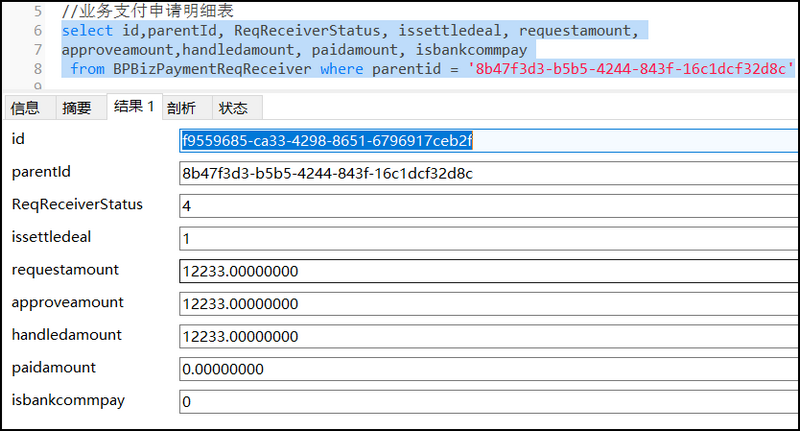 5 //业务支付申请明细表
6 select id,parentId, ReqReceiverStatus, issettledeal, requestamount,
7 approveamount,handledamount, paidamount, isbankcommpay
8 from BPBizPaymentReqReceiver where parentid = '8b47f3d3-b5b5-4244-843f-16c1dcf32d8c'
9
信息 摘要 结果 1 剖析 状态
id f9559685-ca33-4298-8651-6796917ceb2f
parentId 8b47f3d3-b5b5-4244-843f-16c1dcf32d8c
ReqReceiverStatus 4
issettledeal 1
requestamount 12233.00000000
approveamount 12233.00000000
handledamount 12233.00000000
paidamount 0.00000000
isbankcommpay 0